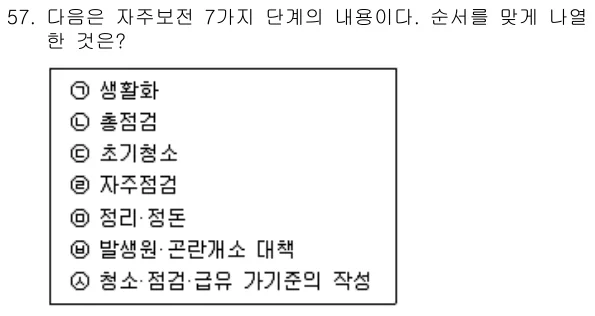 57. 다음은 자주보전 7가지 단계의 내용이다. 순서를 맞게 나열
한 것은?
㉠ 생활화
㉡ 총점검
㉢ 초기청소
㉣ 자주점검
㉤ 정리·정돈
㉥ 발생원·곤란개소 대책
㉦ 청소·점검·급유 가기준의 작성